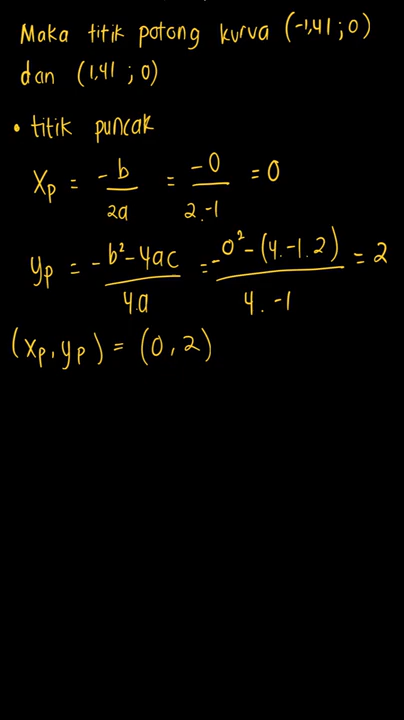 Maka titik potong kurva (-1,41 ; 0)
dan (1,41 ; 0)
• titik puncak
Xp = -b/2a = -0/2.-1 = 0
yp = -b²-4ac/4.a = -0²-(4.-1.2)/4.-1 = 2
(Xp, yp) = (0, 2)